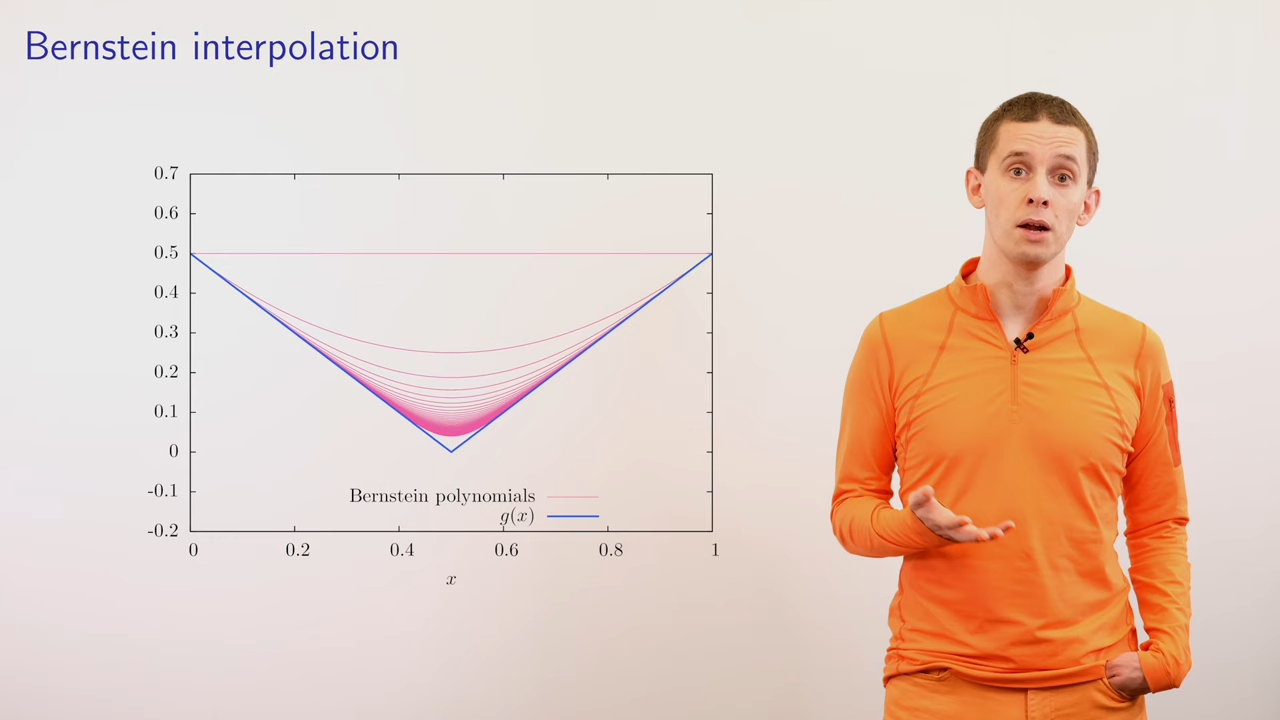 Bernstein interpolation
0.7
0.6
0.5
0.4
0.3
0.2
0.1
0
-0.1
-0.2
Bernstein polynomials
g(x)
0 0.2 0.4 0.6 0.8 1
x